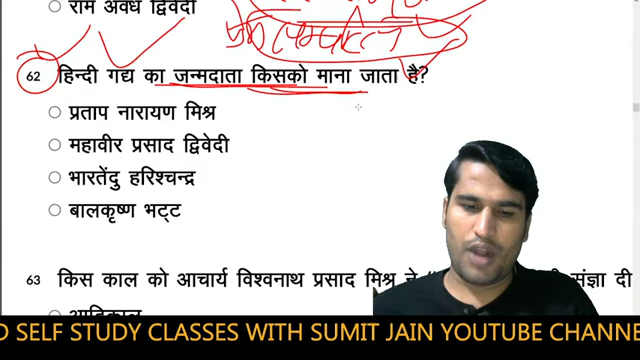 राम अवध द्विवेदी
62 हिन्दी गद्य का जन्मदाता किसको माना जाता है?
प्रताप नारायण मिश्र
महावीर प्रसाद द्विवेदी
भारतेंदु हरिश्चन्द्र
बालकृष्ण भट्ट
63 किस काल को आचार्य विश्वनाथ प्रसाद मिश्र ने संज्ञा दी
आदिकाल
D SELF STUDY CLASSES WITH SUMIT JAIN YOUTUBE CHANNE